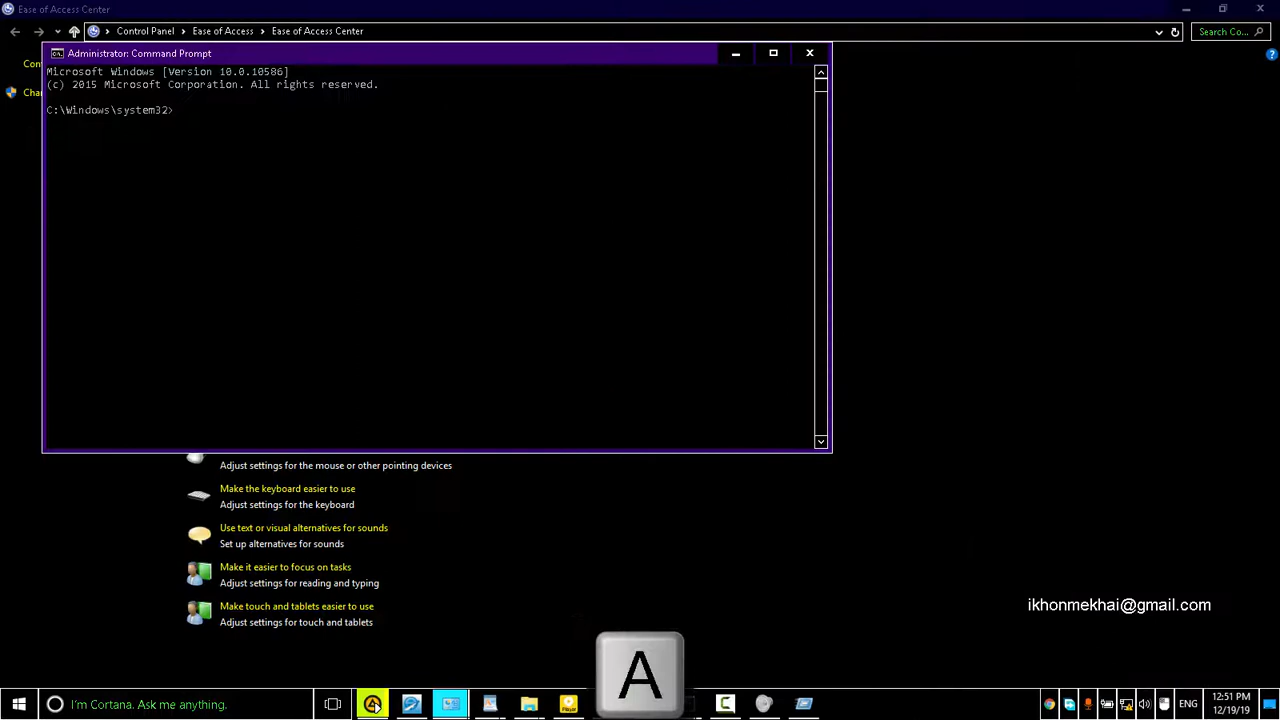 Ease of Access Center
Control Panel > Ease of Access > Ease of Access Center
Search Co...
Administrator: Command Prompt
Microsoft Windows [Version 10.0.10586]
(c) 2015 Microsoft Corporation. All rights reserved.
C:\Windows\system32>
Adjust settings for the mouse or other pointing devices
Make the keyboard easier to use
Adjust settings for the keyboard
Use text or visual alternatives for sounds
Set up alternatives for sounds
Make it easier to focus on tasks
Adjust settings for reading and typing
Make touch and tablets easier to use
Adjust settings for touch and tablets
ikhonmekhai@gmail.com
A
I'm Cortana. Ask me anything.
Player
ENG
12:51 PM
12/19/19